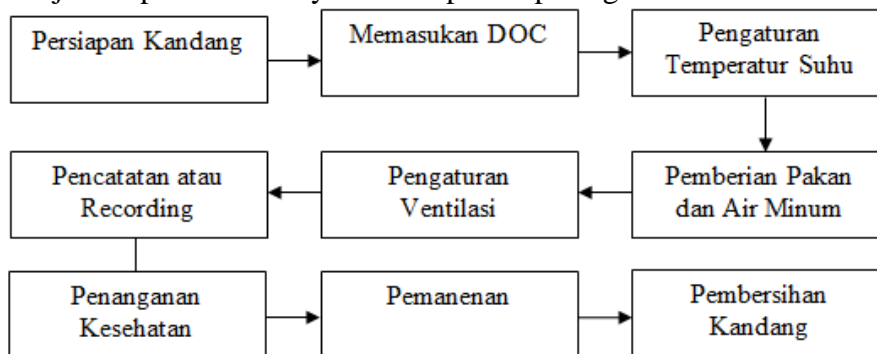 Persiapan Kandang
Memasukan DOC
Pengaturan
Temperatur Suhu
Pencatatan atau
Recording
Pengaturan
Ventilasi
Pemberian Pakan
dan Air Minum
Penanganan
Kesehatan
Pemanenan
Pembersihan
Kandang